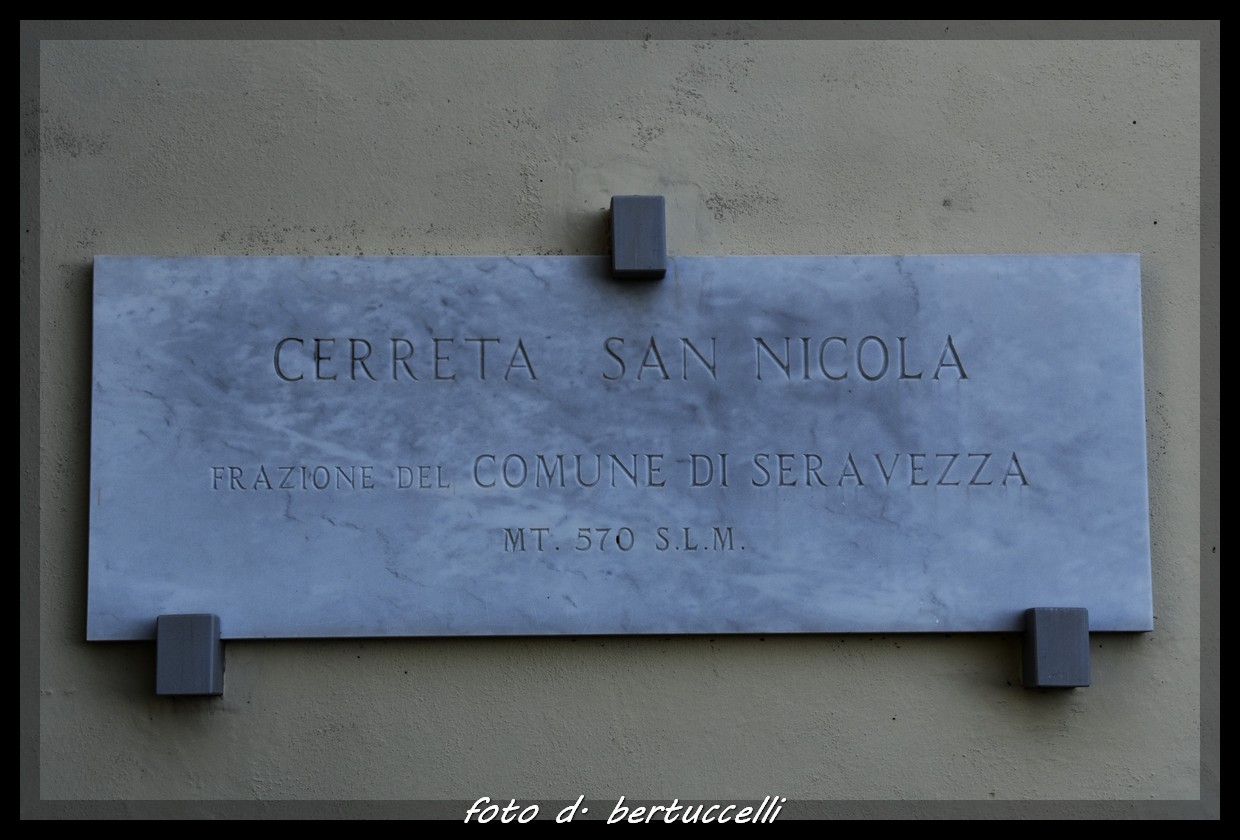 CERRETA SAN NICOLA
FRAZIONE DEL COMUNE DI SERAVEZZA
MT. 570 S.L.M.
foto d. bertuccelli